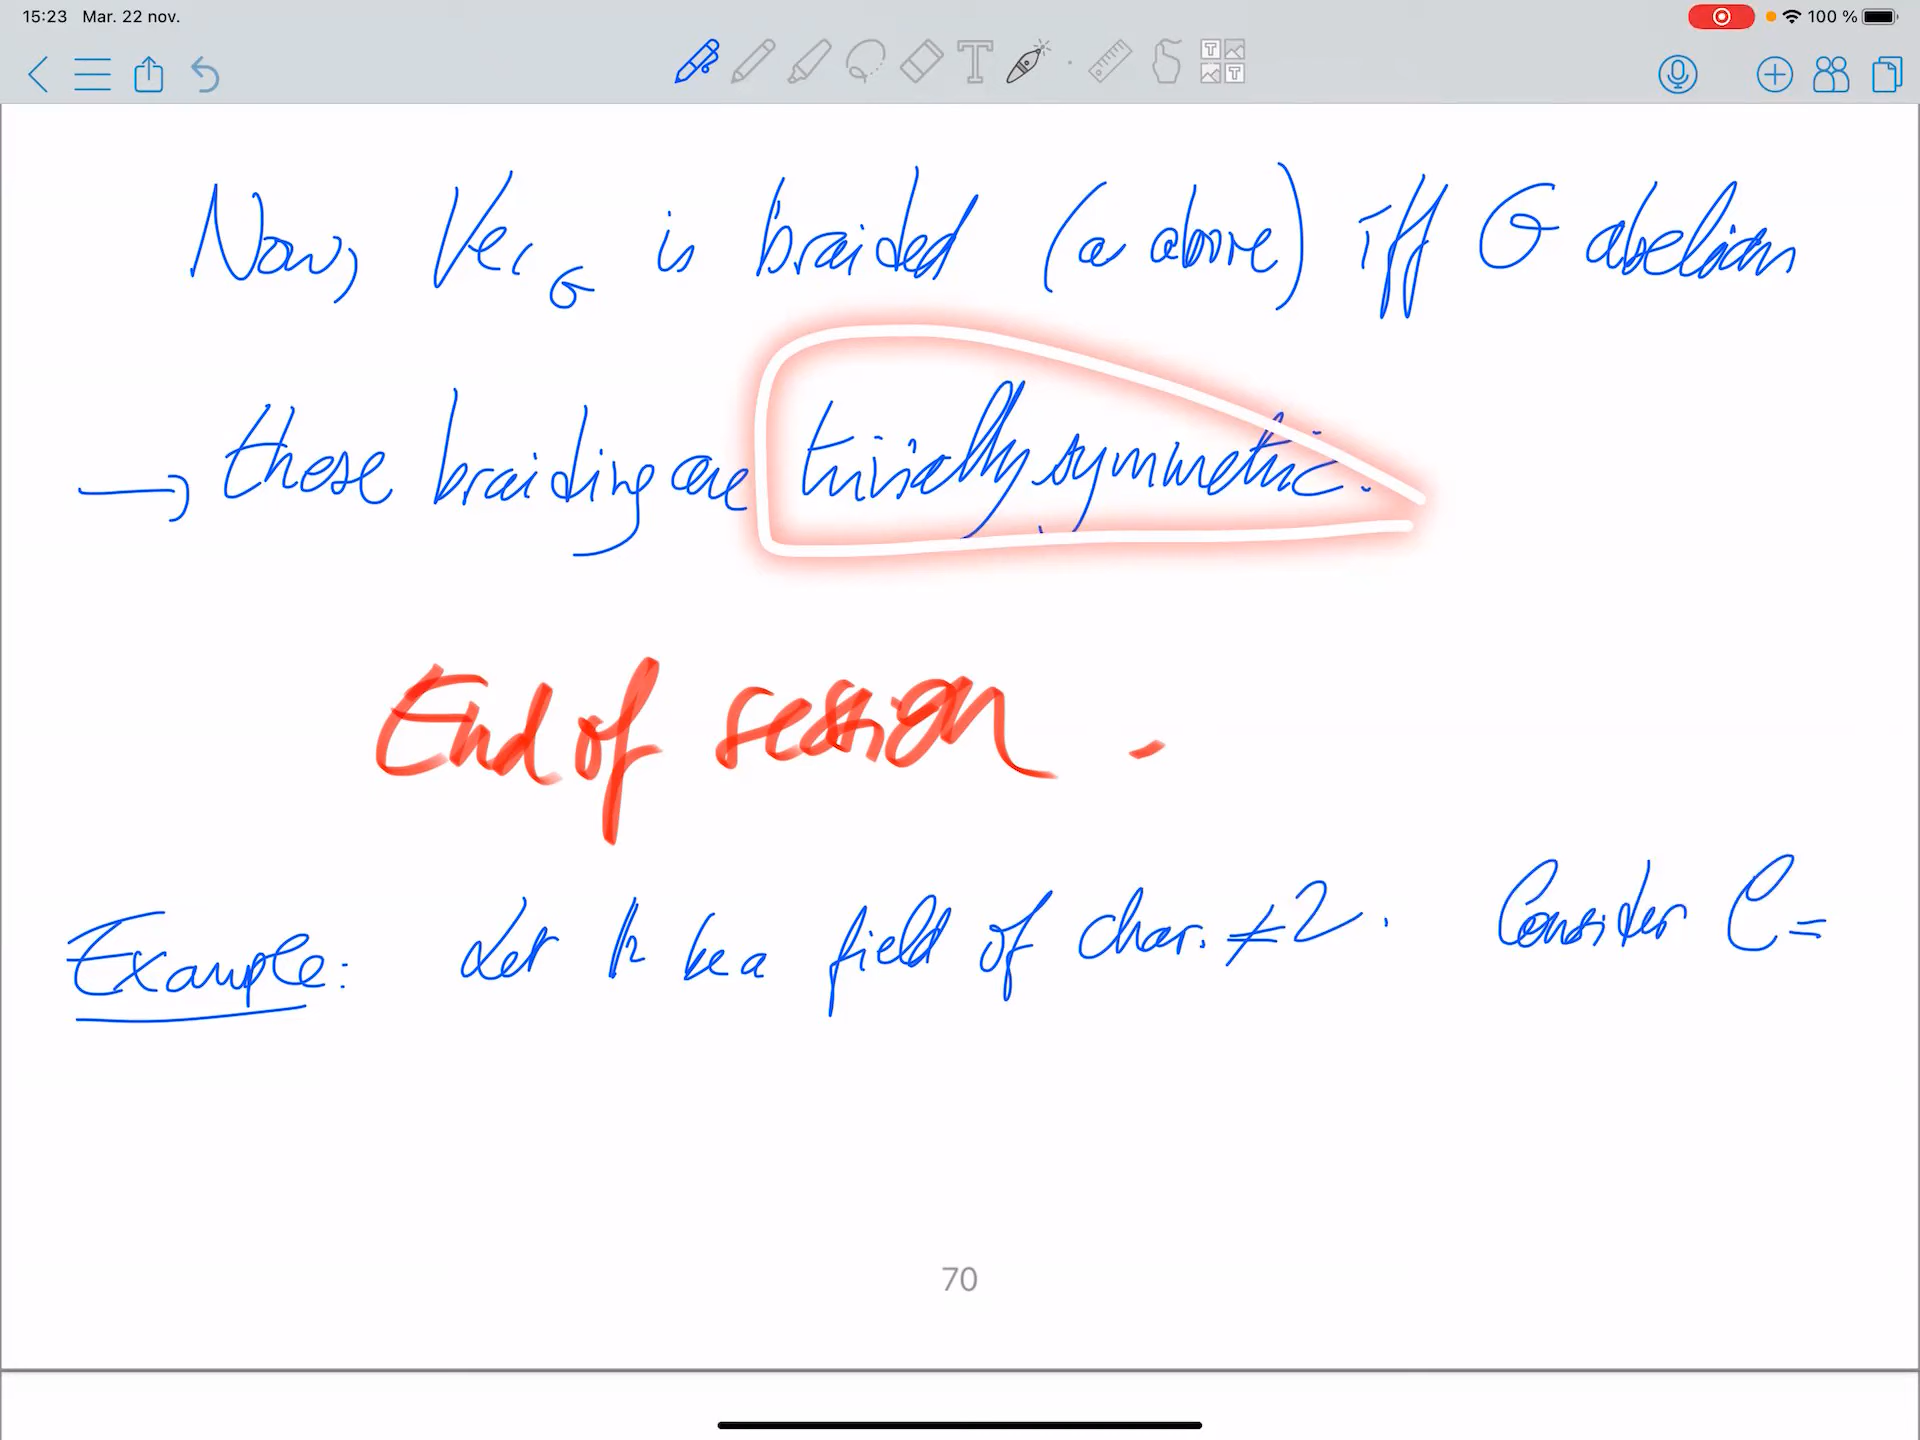 15:23 Mar. 22 nov. 100 %
Now, Vec_G is braided (as above) iff G abelian
→ these braiding are trivially symmetric.
End of session.
Example: Let k be a field of char. ≠ 2. Consider C =
70